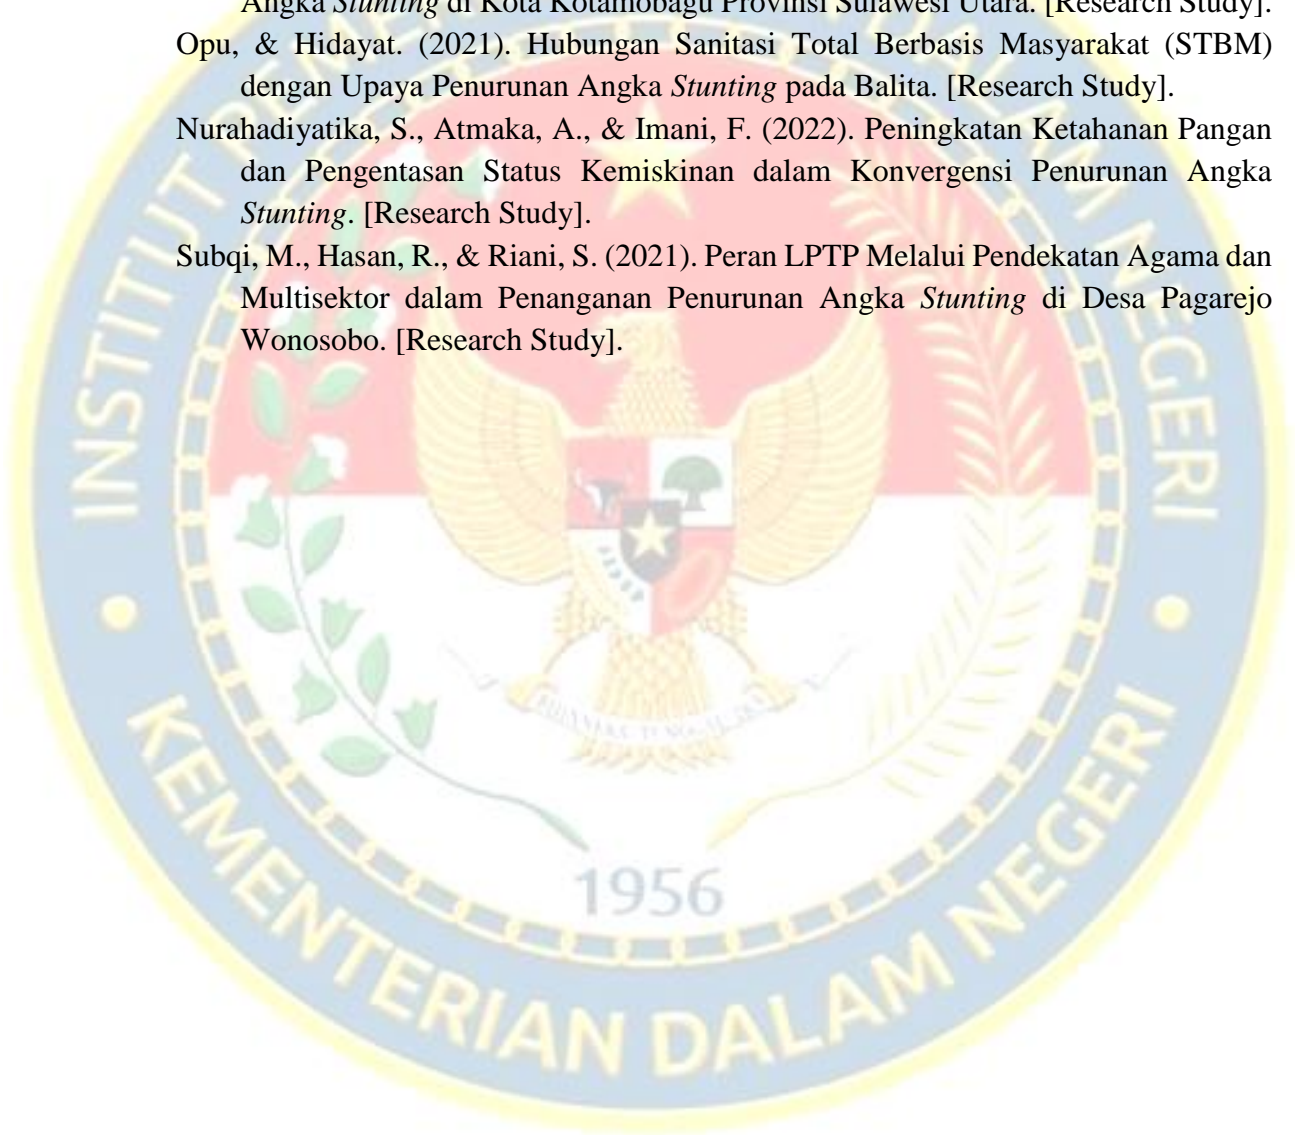 Angka Stunting di Kota Kotamobagu Provinsi Sulawesi Utara. [Research Study].
Opu, & Hidayat. (2021). Hubungan Sanitasi Total Berbasis Masyarakat (STBM)
dengan Upaya Penurunan Angka Stunting pada Balita. [Research Study].
Nurahadiyatika, S., Atmaka, A., & Imani, F. (2022). Peningkatan Ketahanan Pangan
dan Pengentasan Status Kemiskinan dalam Konvergensi Penurunan Angka
Stunting. [Research Study].
Subqi, M., Hasan, R., & Riani, S. (2021). Peran LPTP Melalui Pendekatan Agama dan
Multisektor dalam Penanganan Penurunan Angka Stunting di Desa Pagarejo
Wonosobo. [Research Study].
INSTITUT
DALAM NEGERI
1956
KEMENTERIAN DALAM NEGERI